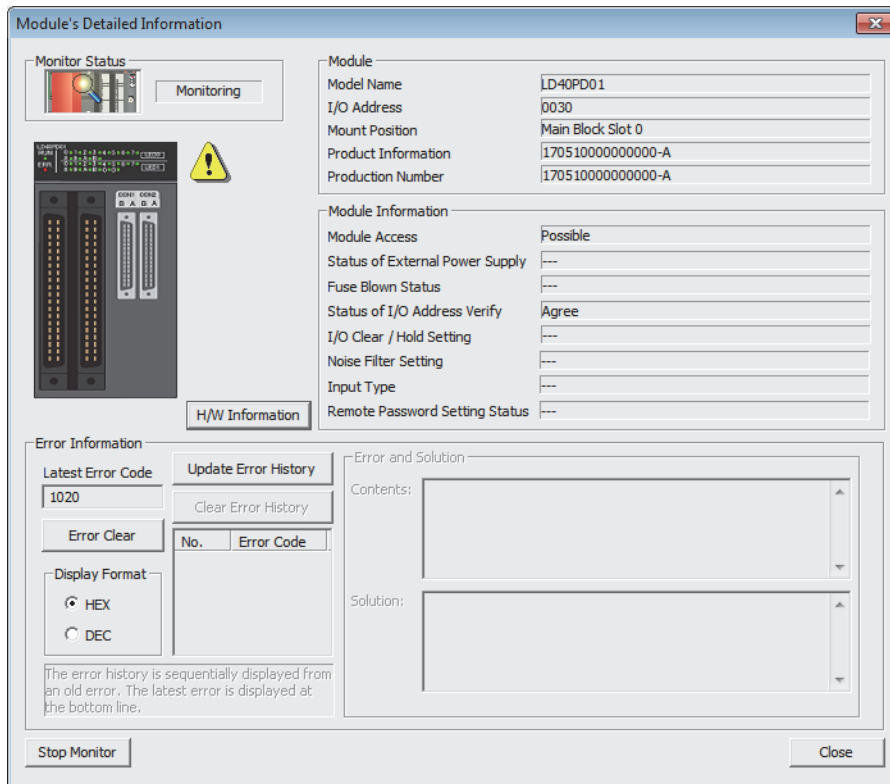 Module's Detailed Information
Monitor Status
Monitoring
Module
Model Name LD40PD01
I/O Address 0030
Mount Position Main Block Slot 0
Product Information 170510000000000-A
Production Number 170510000000000-A
LD40PD01
RUN
ERR.
CON1 CON2
B A B A
Module Information
Module Access Possible
Status of External Power Supply ---
Fuse Blown Status ---
Status of I/O Address Verify Agree
I/O Clear / Hold Setting ---
Noise Filter Setting ---
Input Type ---
Remote Password Setting Status ---
H/W Information
Error Information
Latest Error Code
1020
Error Clear
Display Format
HEX
DEC
Update Error History
Clear Error History
No. Error Code
The error history is sequentially displayed from
an old error. The latest error is displayed at
the bottom line.
Error and Solution
Contents:
Solution:
Stop Monitor
Close